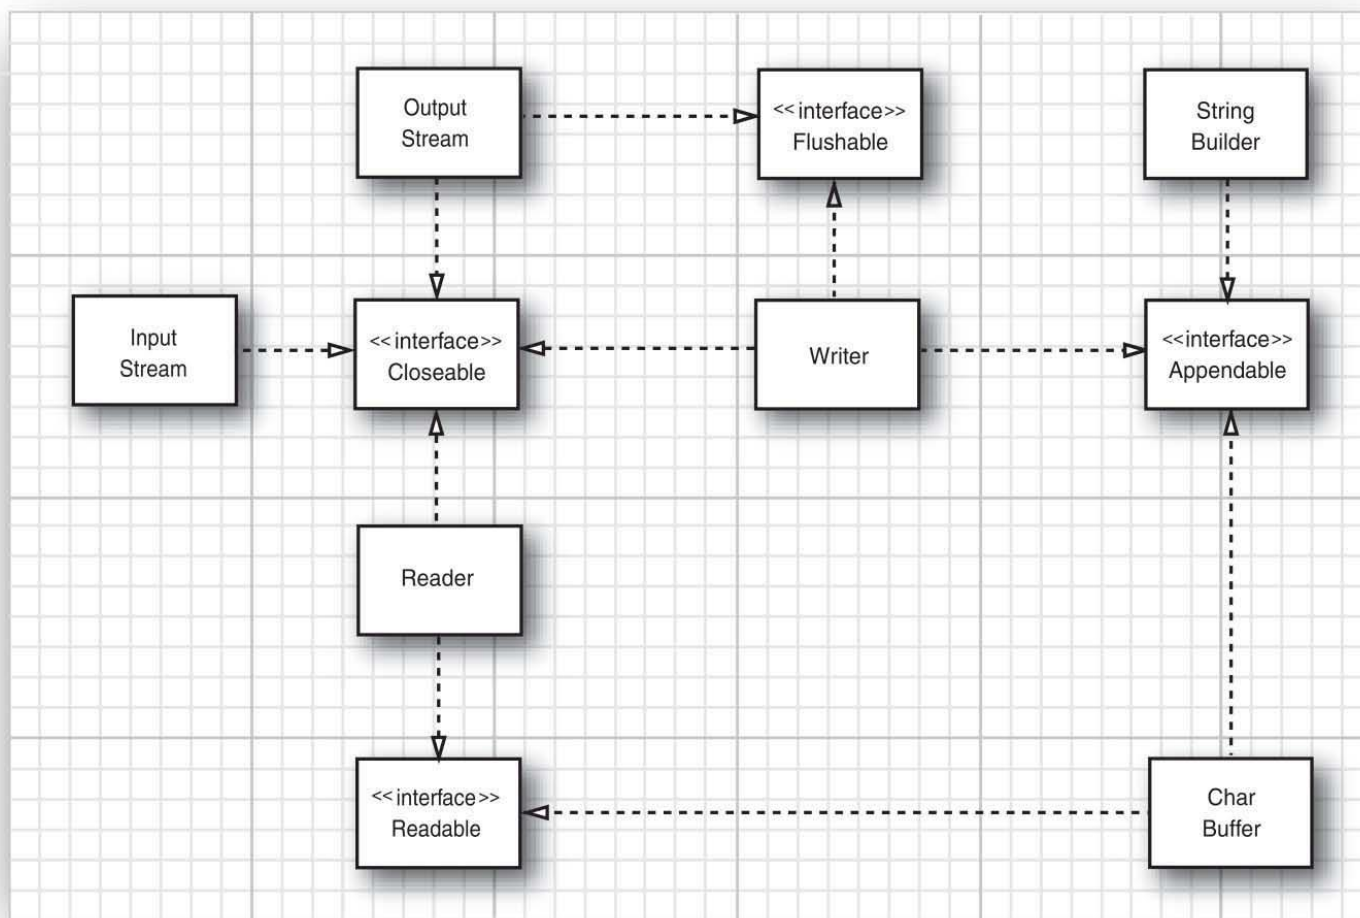 Output
Stream
<<interface>>
Flushable
String
Builder
Input
Stream
<<interface>>
Closeable
Writer
<<interface>>
Appendable
Reader
<<interface>>
Readable
Char
Buffer